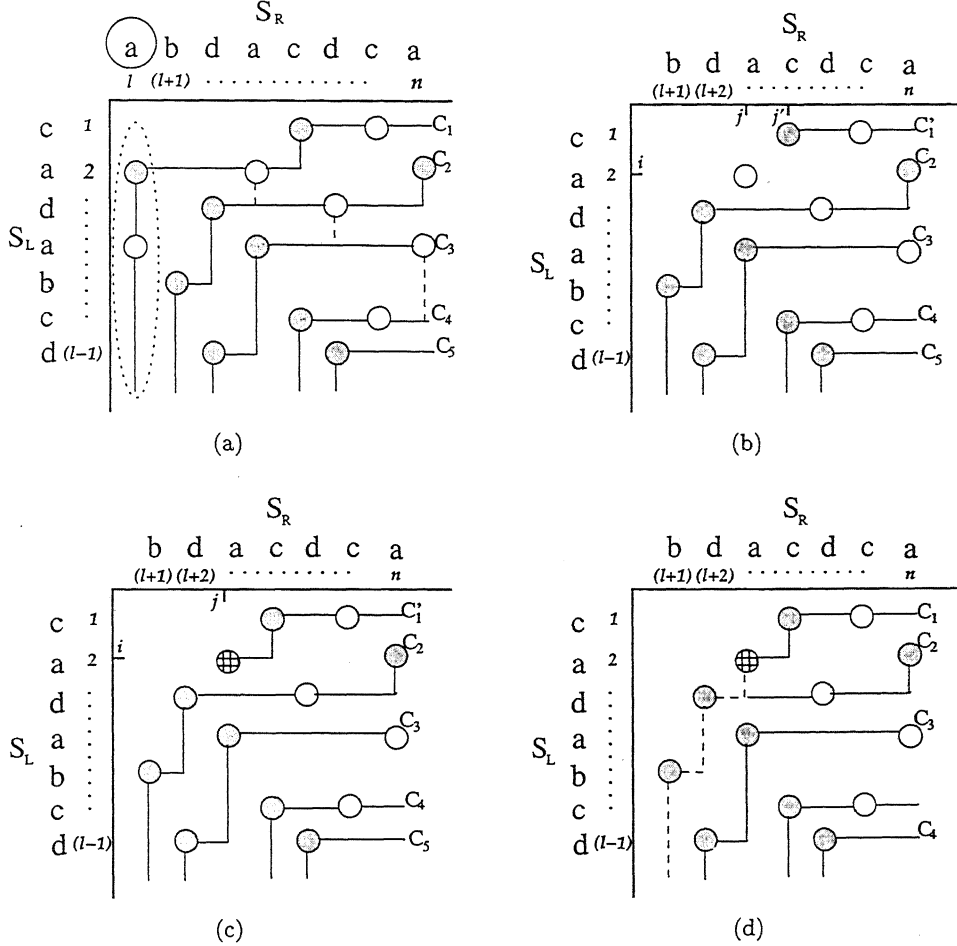 S_R
a b d a c d c a
l (l+1) . . . . . . . . . . n
c 1 C_1
a 2 C_2
d
S_L a C_3
b
c C_4
d (l−1) C_5
(a)
S_R
b d a c d c a
(l+1) (l+2) . . . . . . . n
j j'
c 1 C'_1
a 2 i C_2
d
a C_3
S_L
b
c C_4
d (l−1) C_5
(b)
S_R
b d a c d c a
(l+1) (l+2) . . . . . . . n
j
c 1 C'_1
a 2 i C_2
d
a C_3
S_L
b
c C_4
d (l−1) C_5
(c)
S_R
b d a c d c a
(l+1) (l+2) . . . . . . . n
c 1 C_1
a 2 C_2
d
a C_3
S_L
b
c
d (l−1) C_4
(d)